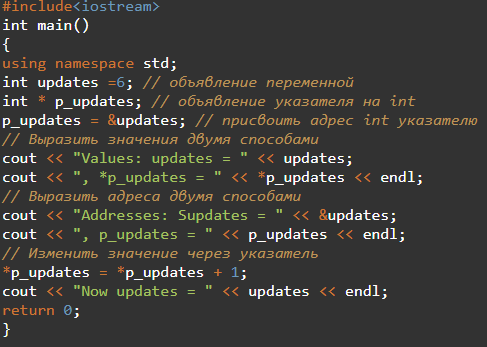 #include<iostream>
int main()
{
using namespace std;
int updates =6; // объявление переменной
int * p_updates; // объявление указателя на int
p_updates = &updates; // присвоить адрес int указателю
// Выразить значения двумя способами
cout << "Values: updates = " << updates;
cout << ", *p_updates = " << *p_updates << endl;
// Выразить адреса двумя способами
cout << "Addresses: Supdates = " << &updates;
cout << ", p_updates = " << p_updates << endl;
// Изменить значение через указатель
*p_updates = *p_updates + 1;
cout << "Now updates = " << updates << endl;
return 0;
}